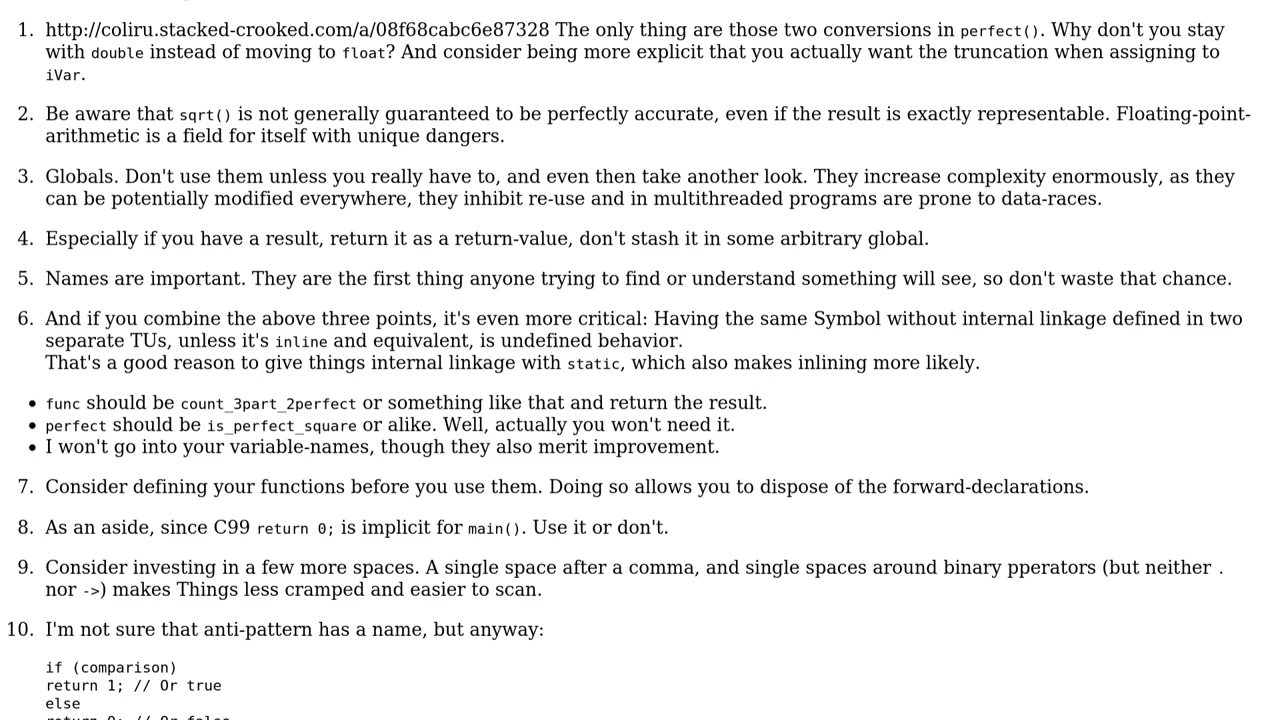 1. http://coliru.stacked-crooked.com/a/08f68cabc6e87328 The only thing are those two conversions in perfect(). Why don't you stay
with double instead of moving to float? And consider being more explicit that you actually want the truncation when assigning to
iVar.
2. Be aware that sqrt() is not generally guaranteed to be perfectly accurate, even if the result is exactly representable. Floating-point-
arithmetic is a field for itself with unique dangers.
3. Globals. Don't use them unless you really have to, and even then take another look. They increase complexity enormously, as they
can be potentially modified everywhere, they inhibit re-use and in multithreaded programs are prone to data-races.
4. Especially if you have a result, return it as a return-value, don't stash it in some arbitrary global.
5. Names are important. They are the first thing anyone trying to find or understand something will see, so don't waste that chance.
6. And if you combine the above three points, it's even more critical: Having the same Symbol without internal linkage defined in two
separate TUs, unless it's inline and equivalent, is undefined behavior.
That's a good reason to give things internal linkage with static, which also makes inlining more likely.
• func should be count_3part_2perfect or something like that and return the result.
• perfect should be is_perfect_square or alike. Well, actually you won't need it.
• I won't go into your variable-names, though they also merit improvement.
7. Consider defining your functions before you use them. Doing so allows you to dispose of the forward-declarations.
8. As an aside, since C99 return 0; is implicit for main(). Use it or don't.
9. Consider investing in a few more spaces. A single space after a comma, and single spaces around binary pperators (but neither .
nor ->) makes Things less cramped and easier to scan.
10. I'm not sure that anti-pattern has a name, but anyway:
if (comparison)
return 1; // Or true
else
return 0; // Or false